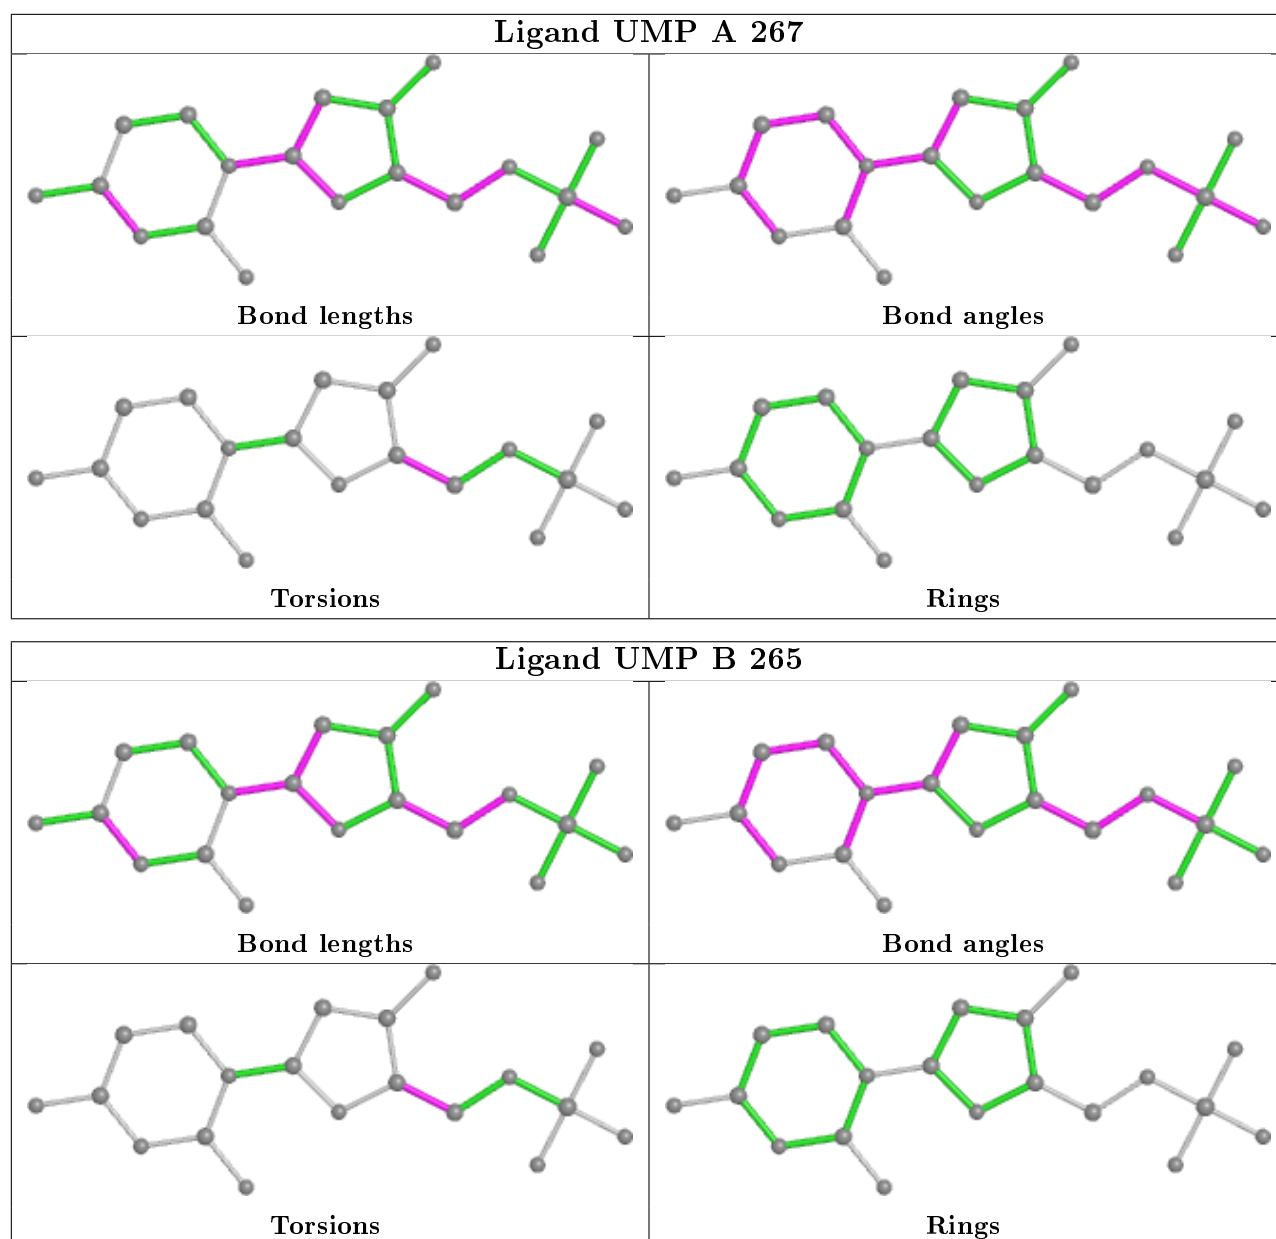 Ligand UMP A 267
Bond lengths
Bond angles
Torsions
Rings
Ligand UMP B 265
Bond lengths
Bond angles
Torsions
Rings